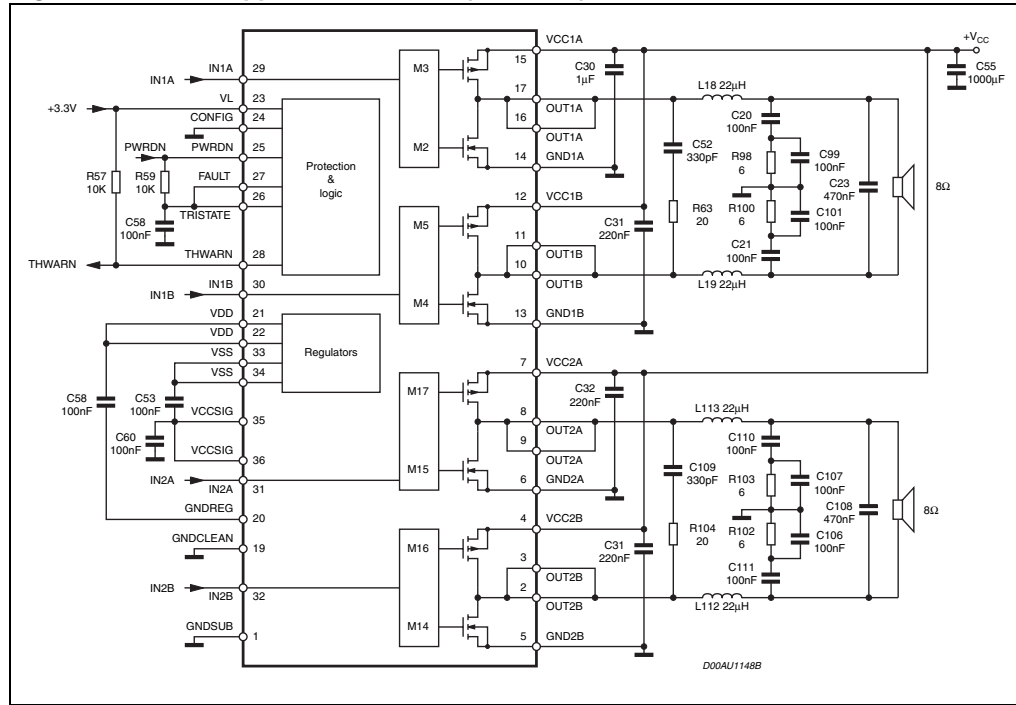 VCC1A
+VCC
15
C30
1μF
C55
1000μF
IN1A
29
M3
17
OUT1A
L18 22μH
VL
23
+3.3V
CONFIG
24
16
OUT1A
C20
100nF
PWRDN
PWRDN
25
M2
14
GND1A
C52
330pF
R98
6
C99
100nF
R57
10K
R59
10K
FAULT
27
Protection
&
logic
C23
470nF
8Ω
26
TRISTATE
12
VCC1B
C58
100nF
M5
C31
220nF
R63
20
R100
6
C101
100nF
11
OUT1B
C21
100nF
THWARN
THWARN
28
10
OUT1B
L19 22μH
IN1B
IN1B
30
M4
13
GND1B
VDD
21
VDD
22
VSS
33
VSS
34
Regulators
7
VCC2A
C58
100nF
C53
100nF
M17
C32
220nF
VCCSIG
35
8
OUT2A
L113 22μH
C60
100nF
9
OUT2A
C110
100nF
VCCSIG
36
M15
6
GND2A
C109
330pF
R103
6
C107
100nF
IN2A
IN2A
31
C108
470nF
8Ω
GNDREG
20
4
VCC2B
R104
20
R102
6
C106
100nF
GNDCLEAN
19
M16
C31
220nF
3
OUT2B
C111
100nF
IN2B
IN2B
32
2
OUT2B
L112 22μH
GNDSUB
1
M14
5
GND2B
D00AU1148B